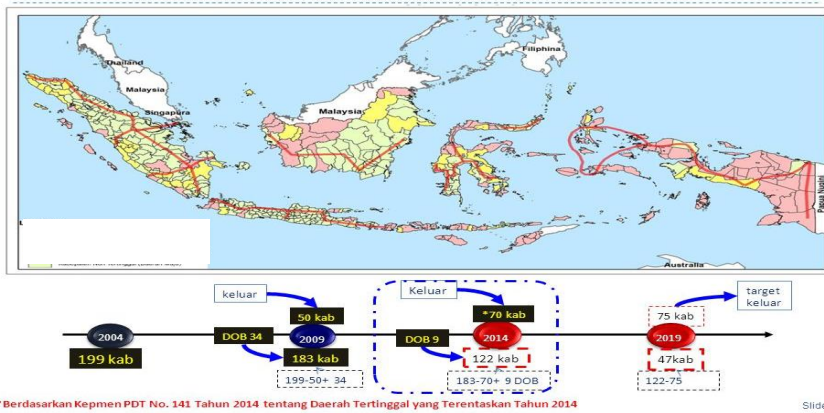 Thailand
Filiphina
Malaysia
Singapura
Malaysia
Papua Nugini
Australia
keluar
Keluar
target
keluar
50 kab
*70 kab
75 kab
2004
DOB 34
2009
DOB 9
2014
2019
199 kab
183 kab
122 kab
47kab
199-50+ 34
183-70+ 9 DOB
122-75
Berdasarkan Kepmen PDT No. 141 Tahun 2014 tentang Daerah Tertinggal yang Terentaskan Tahun 2014
Slide